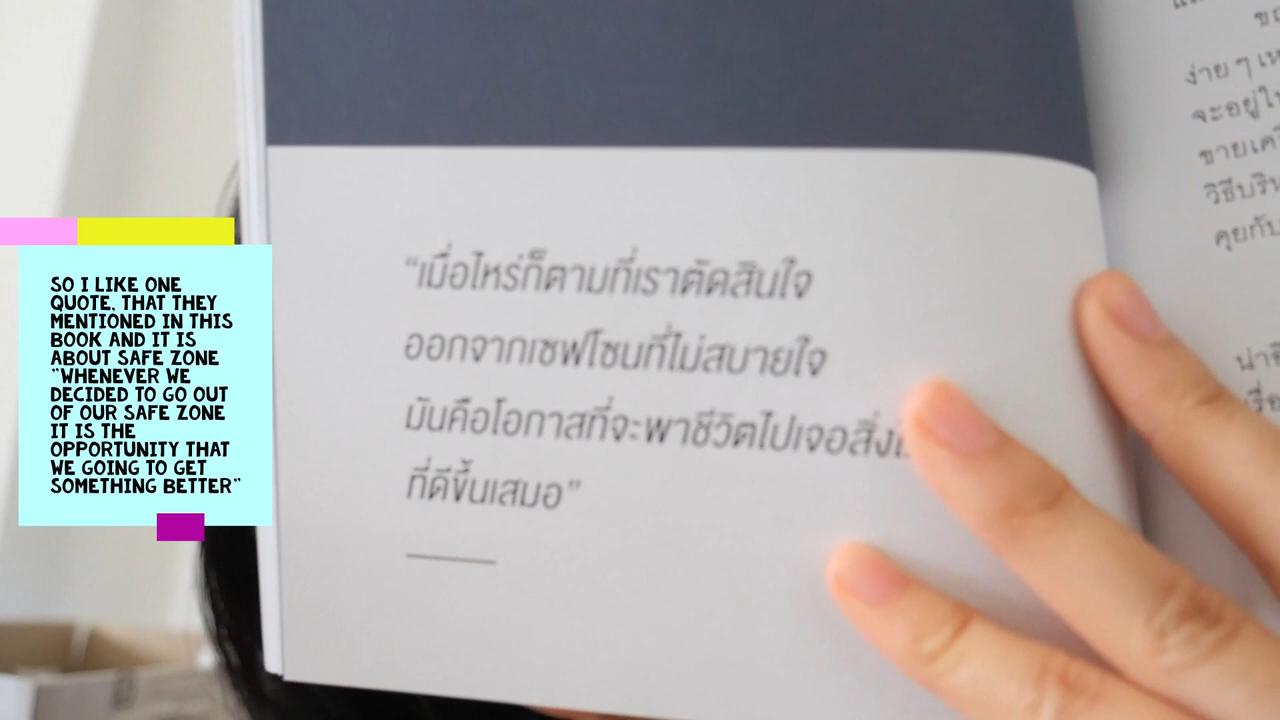 SO I LIKE ONE
QUOTE, THAT THEY
MENTIONED IN THIS
BOOK AND IT IS
ABOUT SAFE ZONE
"WHENEVER WE
DECIDED TO GO OUT
OF OUR SAFE ZONE
IT IS THE
OPPORTUNITY THAT
WE GOING TO GET
SOMETHING BETTER"
“เมื่อไหร่ก็ตามที่เราตัดสินใจ
ออกจากเซฟโซนที่ไม่สบายใจ
มันคือโอกาสที่จะพาชีวิตไปเจอสิ่ง
ที่ดีขึ้นเสมอ”
ง่าย ๆ
จะอยู่ใน
วิธีบริห
คุยกับ